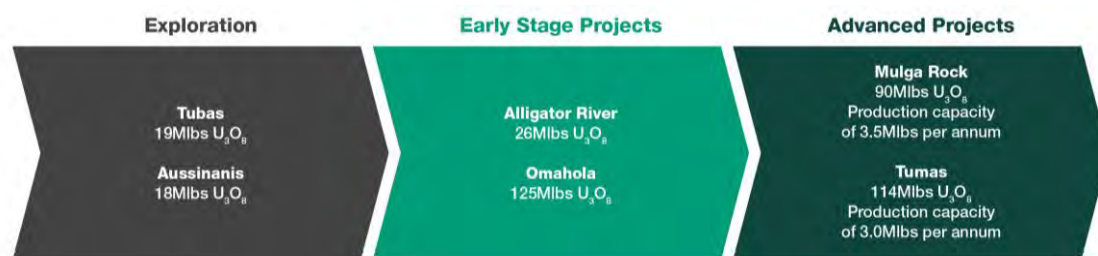 Exploration
Tubas
19Mlbs U₃O₈
Aussinanis
18Mlbs U₃O₈
Early Stage Projects
Alligator River
26Mlbs U₃O₈
Omahola
125Mlbs U₃O₈
Advanced Projects
Mulga Rock
90Mlbs U₃O₈
Production capacity
of 3.5Mlbs per annum
Tumas
114Mlbs U₃O₈
Production capacity
of 3.0Mlbs per annum